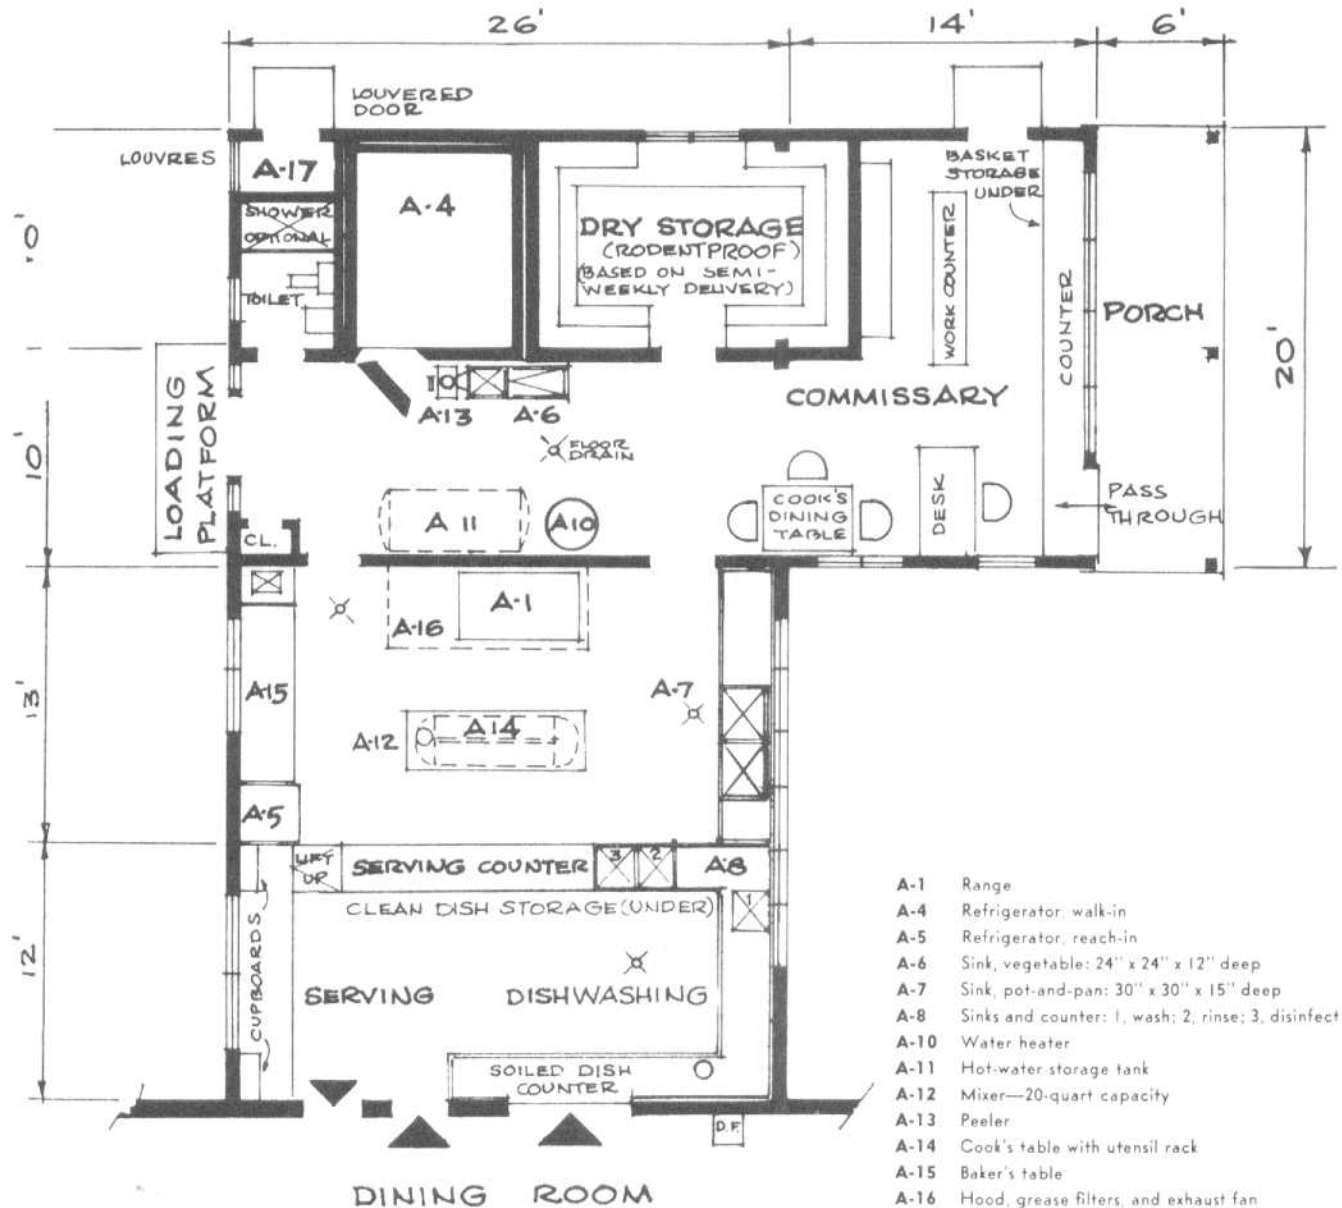 26'
14'
6'
LOUVERED
DOOR
LOUVRES
A-17
SHOWER
OPTIONAL
TOILET
A-4
DRY STORAGE
(RODENTPROOF)
(BASED ON SEMI-
WEEKLY DELIVERY)
BASKET
STORAGE
UNDER
WORK COUNTER
COUNTER
PORCH
20'
10'
LOADING
PLATFORM
A-13
A-6
FLOOR
DRAIN
COMMISSARY
COOK'S
DINING
TABLE
DESK
PASS
THROUGH
10'
CL.
A 11
A10
A-1
A-16
13'
A-15
A-7
A-12
A14
A-5
LIFT
UP
SERVING COUNTER
3
2
A-8
1
CLEAN DISH STORAGE (UNDER)
12'
CUPBOARDS
SERVING
DISHWASHING
SOILED DISH
COUNTER
D.F.
DINING ROOM
A-1 Range
A-4 Refrigerator, walk-in
A-5 Refrigerator, reach-in
A-6 Sink, vegetable: 24" x 24" x 12" deep
A-7 Sink, pot-and-pan: 30" x 30" x 15" deep
A-8 Sinks and counter: 1, wash; 2, rinse; 3, disinfect
A-10 Water heater
A-11 Hot-water storage tank
A-12 Mixer—20-quart capacity
A-13 Peeler
A-14 Cook's table with utensil rack
A-15 Baker's table
A-16 Hood, grease filters, and exhaust fan